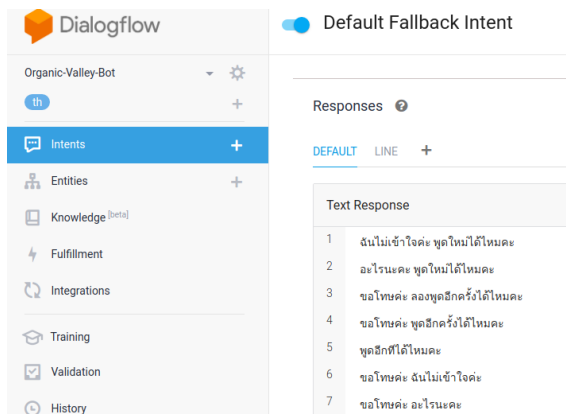 Dialogflow
Default Fallback Intent
Organic-Valley-Bot
th
+
Intents +
Entities +
Knowledge [beta]
Fulfillment
Integrations
Training
Validation
History
Responses ?
DEFAULT LINE +
Text Response
1 ฉันไม่เข้าใจค่ะ พูดใหม่ได้ไหมคะ
2 อะไรนะคะ พูดใหม่ได้ไหมคะ
3 ขอโทษค่ะ ลองพูดอีกครั้งได้ไหมคะ
4 ขอโทษค่ะ พูดอีกครั้งได้ไหมคะ
5 พูดอีกทีได้ไหมคะ
6 ขอโทษค่ะ ฉันไม่เข้าใจค่ะ
7 ขอโทษค่ะ อะไรนะคะ